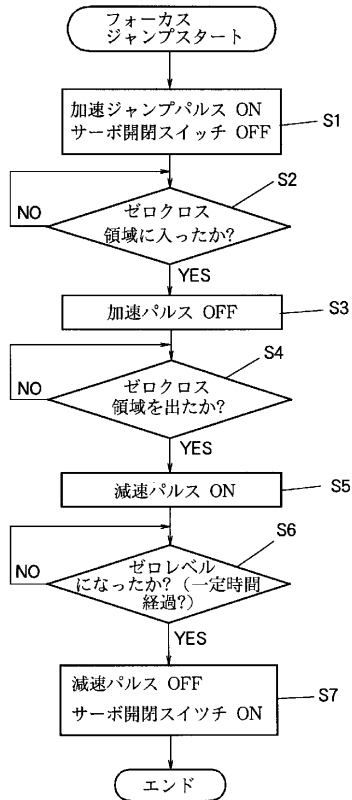 フォーカス
ジャンプスタート
加速ジャンプパルス ON
サーボ開閉スイッチ OFF
S1
S2
ゼロクロス
領域に入ったか?
NO
YES
加速パルス OFF
S3
S4
ゼロクロス
領域を出たか?
NO
YES
減速パルス ON
S5
S6
ゼロレベル
になったか? (一定時間
経過?)
NO
YES
減速パルス OFF
サーボ開閉スイツチ ON
S7
エンド